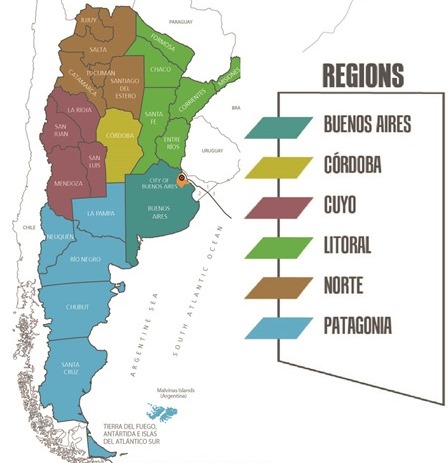 PARAGUAY
JUJUY
SALTA
FORMOSA
CHACO
MISIONES
CATAMARCA
TUCUMAN
SANTIAGO
DEL
ESTERO
CORRIENTES
BRA
LA RIOJA
SANTA
FÉ
SAN
JUAN
CÓRDOBA
ENTRE
RÍOS
URUGUAY
SAN
LUIS
MENDOZA
CITY OF
BUENOS AIRES
LA PAMPA
BUENOS
AIRES
CHILE
NEUQUÉN
RÍO NEGRO
CHUBUT
ARGENTINE SEA
SOUTH ATLANTIC OCEAN
SANTA
CRUZ
Malvinas Islands
(Argentina)
TIERRA DEL FUEGO,
ANTÁRTIDA E ISLAS
DEL ATLÁNTICO SUR
REGIONS
BUENOS AIRES
CÓRDOBA
CUYO
LITORAL
NORTE
PATAGONIA